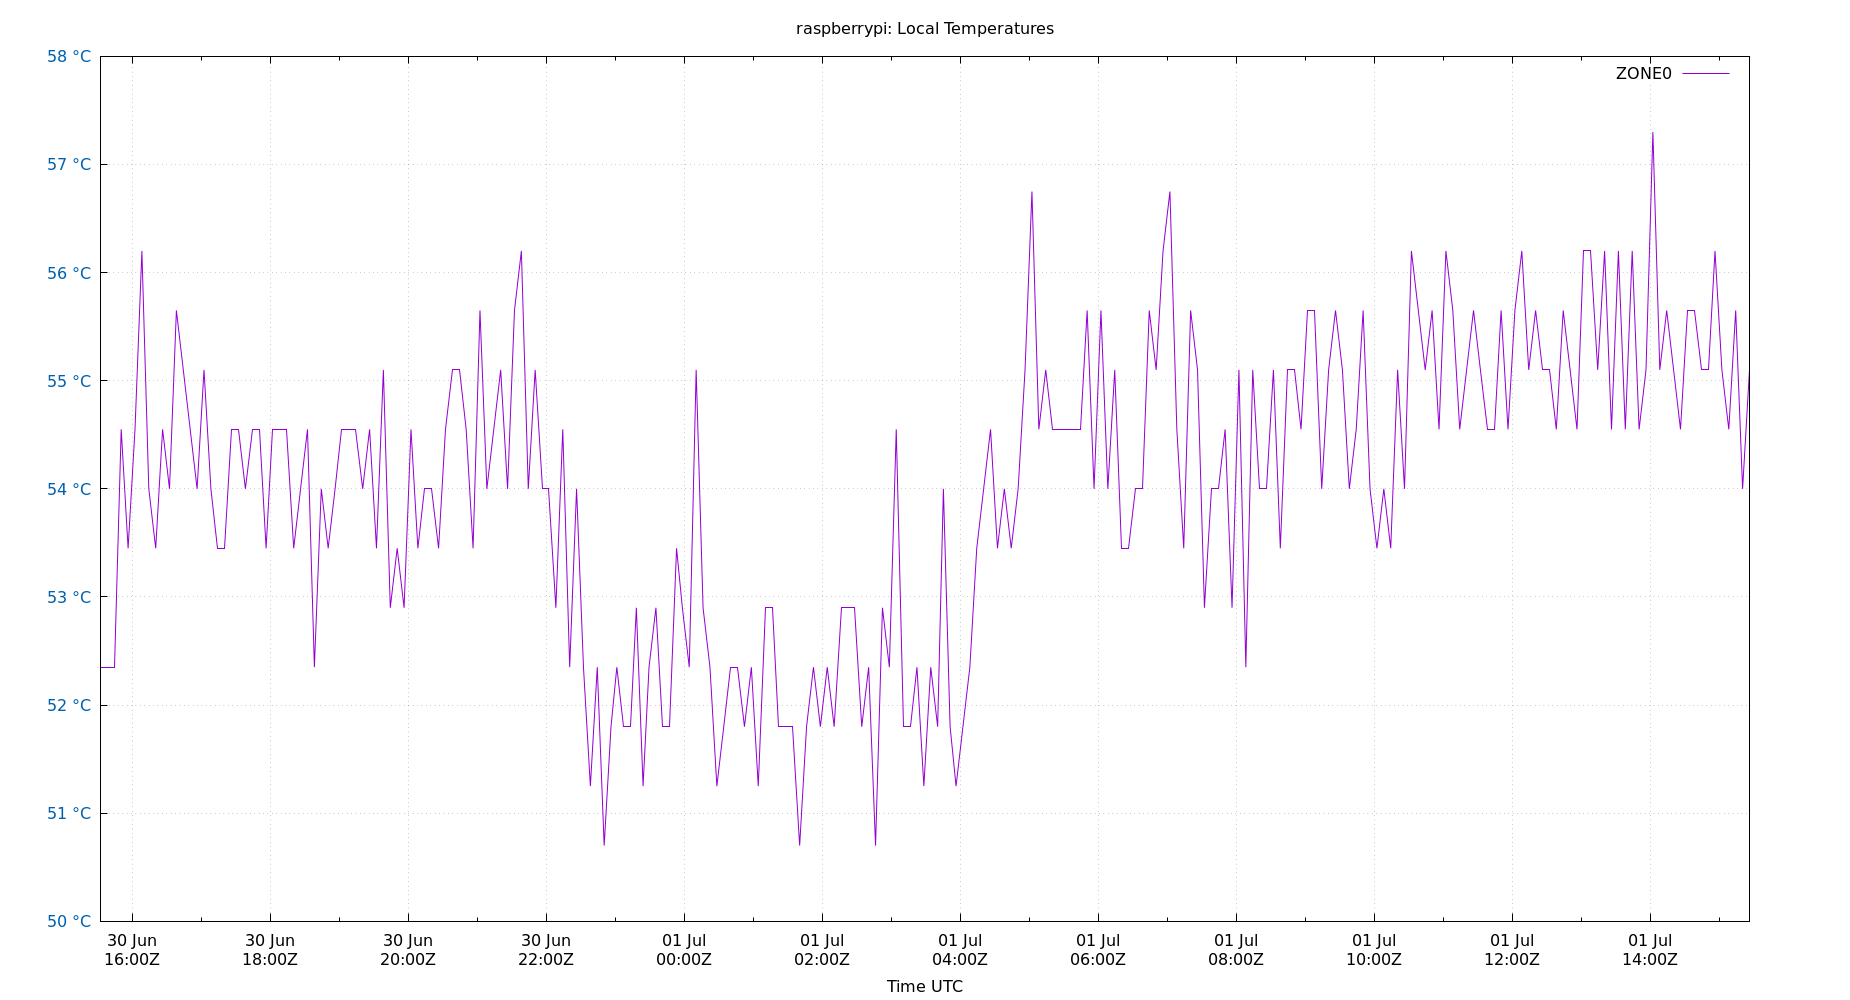 raspberrypi: Local Temperatures
58 °C
ZONE0
57 °C
56 °C
55 °C
54 °C
53 °C
52 °C
51 °C
50 °C
30 Jun 30 Jun 30 Jun 30 Jun 01 Jul 01 Jul 01 Jul 01 Jul 01 Jul 01 Jul 01 Jul 01 Jul
16:00Z 18:00Z 20:00Z 22:00Z 00:00Z 02:00Z 04:00Z 06:00Z 08:00Z 10:00Z 12:00Z 14:00Z
Time UTC